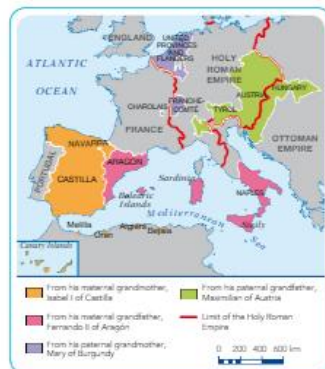 ENGLAND
UNITED
PROVINCES
AND
FLANDERS
HOLY
ROMAN
EMPIRE
ATLANTIC
OCEAN
CHAROLAIS
FRANCHE-
COMTÉ
AUSTRIA
HUNGARY
TYROL
FRANCE
OTTOMAN
EMPIRE
NAVARRA
PORTUGAL
CASTILLA
ARAGÓN
Balearic
Islands
Sardinia
NAPLES
Sicily
Mediterranean
Sea
Melilla
Oran
Canary Islands
From his maternal grandmother,
Isabel I of Castilla
From his maternal grandfather,
Fernando II of Aragón
From his paternal grandmother,
Mary of Burgundy
From his paternal grandfather,
Maximilian of Austria
Limit of the Holy Roman
Empire
0 200 400 600 km